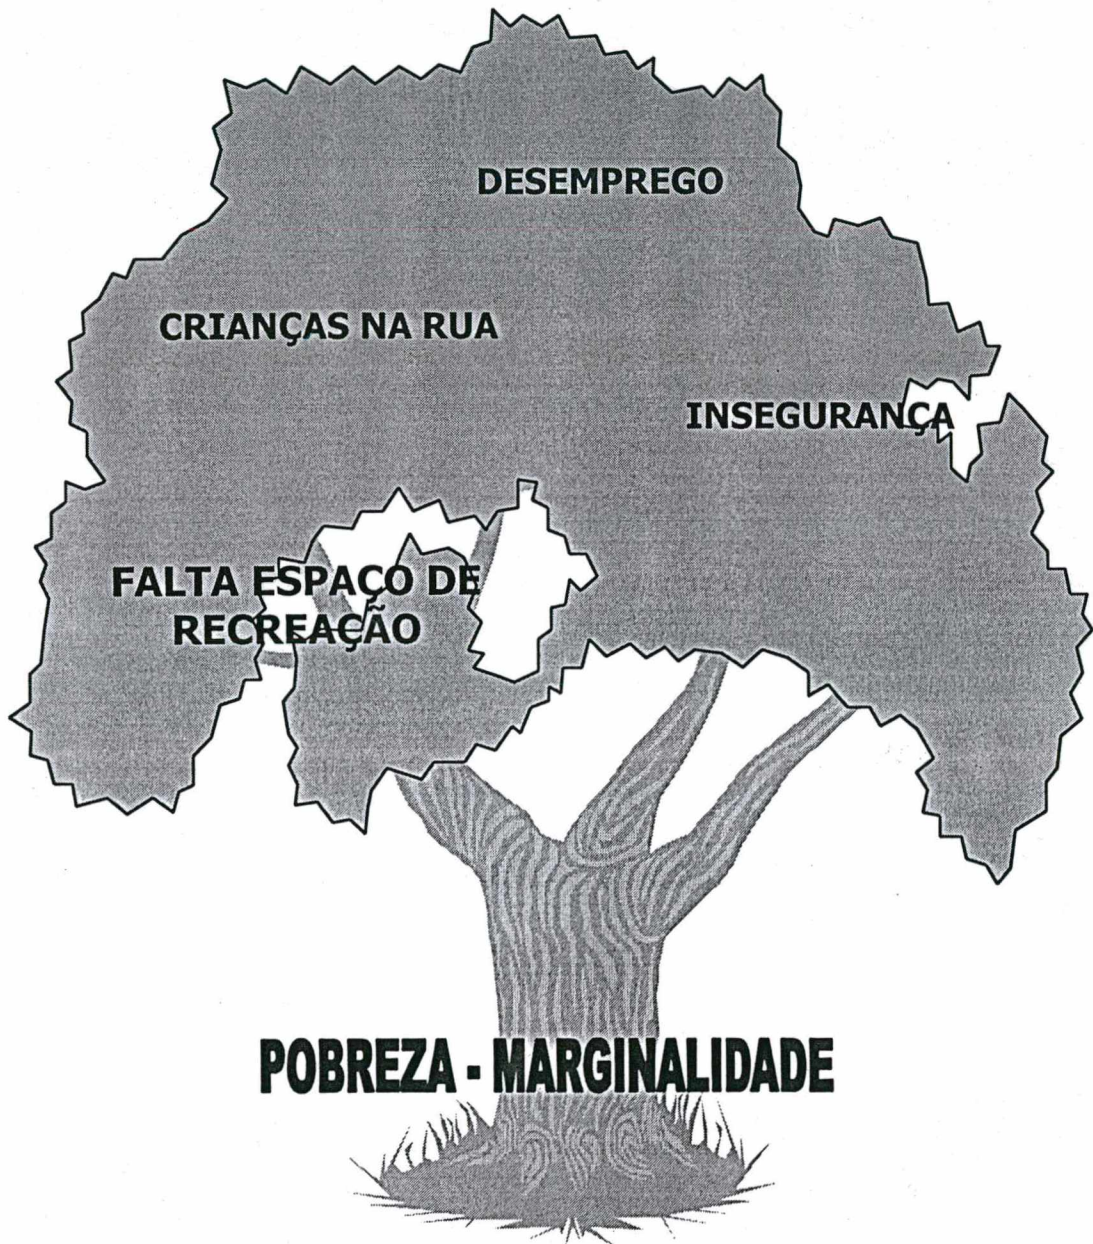 DESEMPREGO
CRIANÇAS NA RUA
INSEGURANÇA
FALTA ESPAÇO DE
RECREAÇÃO
POBREZA - MARGINALIDADE